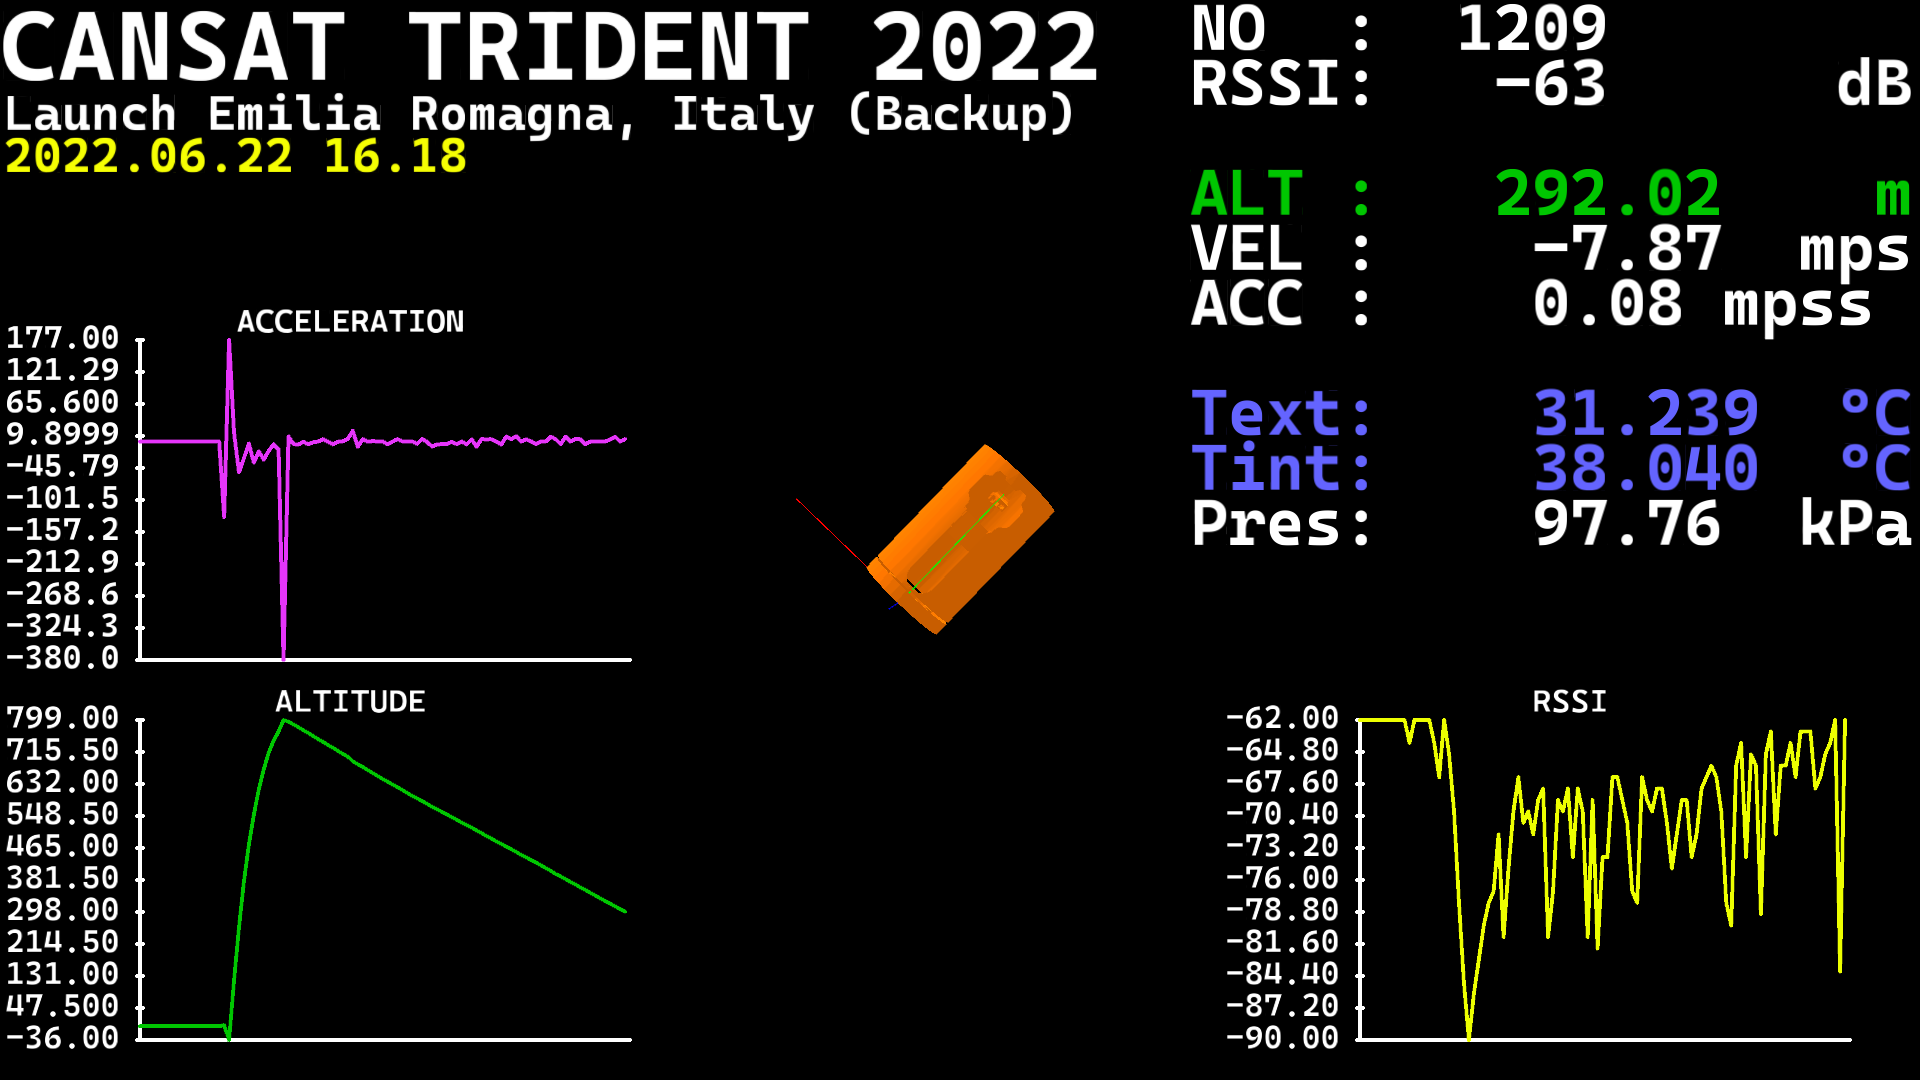 CANSAT TRIDENT 2022
Launch Emilia Romagna, Italy (Backup)
2022.06.22 16.18
NO : 1209
RSSI: -63 dB
ALT : 292.02 m
VEL : -7.87 mps
ACC : 0.08 mpss
Text: 31.239 °C
Tint: 38.040 °C
Pres: 97.76 kPa
ACCELERATION
177.00
121.29
65.600
9.8999
-45.79
-101.5
-157.2
-212.9
-268.6
-324.3
-380.0
ALTITUDE
799.00
715.50
632.00
548.50
465.00
381.50
298.00
214.50
131.00
47.500
-36.00
RSSI
-62.00
-64.80
-67.60
-70.40
-73.20
-76.00
-78.80
-81.60
-84.40
-87.20
-90.00